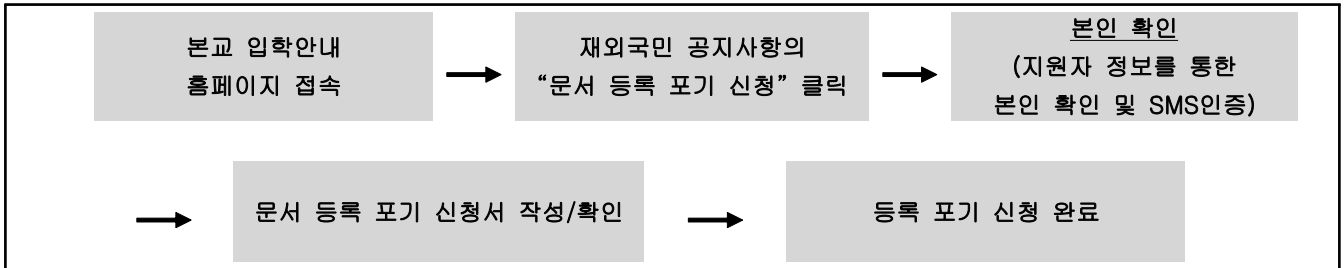 본교 입학안내
홈페이지 접속
재외국민 공지사항의
“문서 등록 포기 신청” 클릭
본인 확인
(지원자 정보를 통한
본인 확인 및 SMS인증)
문서 등록 포기 신청서 작성/확인
등록 포기 신청 완료